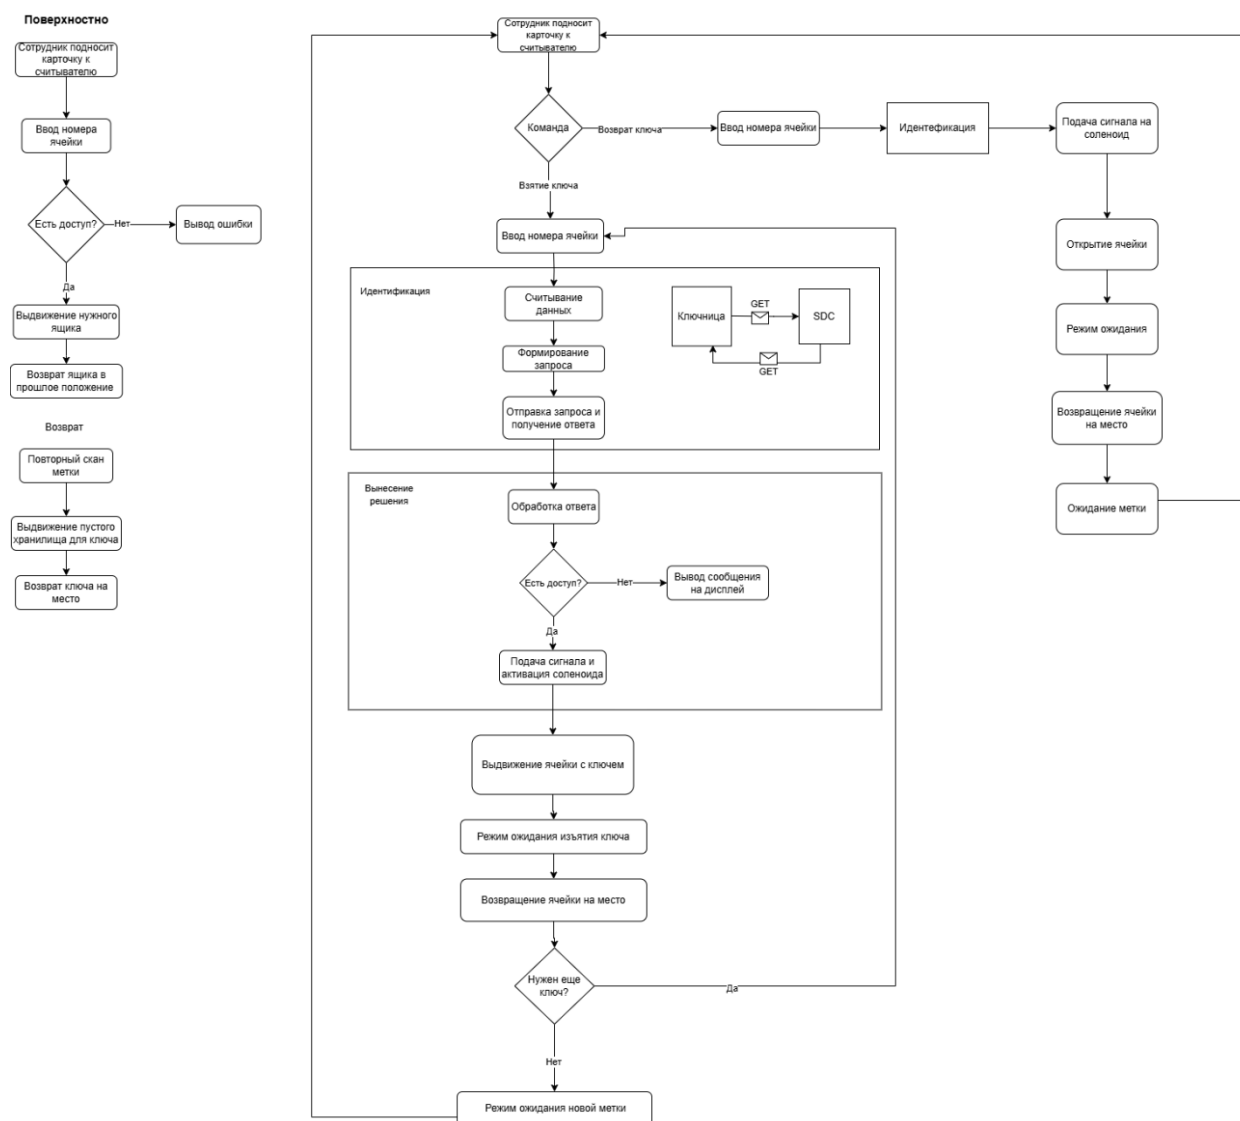 Поверхностно
Сотрудник подносит
карточку к
считывателю
Ввод номера
ячейки
Есть доступ?
Нет
Вывод ошибки
Да
Выдвижение нужного
ящика
Возврат ящика в
прошлое положение
Возврат
Повторный скан
метки
Выдвижение пустого
хранилища для ключа
Возврат ключа на
место
Сотрудник подносит
карточку к
считывателю
Команда
Возврат ключа
Ввод номера ячейки
Идентефикация
Подача сигнала на
соленоид
Открытие ячейки
Режим ожидания
Возвращение ячейки
на место
Ожидание метки
Взятие ключа
Ввод номера ячейки
Идентификация
Считывание
данных
Формирование
запроса
Отправка запроса и
получение ответа
Ключница
GET
SDC
GET
Вынесение
решения
Обработка ответа
Есть доступ?
Нет
Вывод сообщения
на дисплей
Да
Подача сигнала и
активация соленоида
Выдвижение ячейки с ключем
Режим ожидания изъятия ключа
Возвращение ячейки на место
Нужен еще
ключ?
Да
Нет
Режим ожидания новой метки